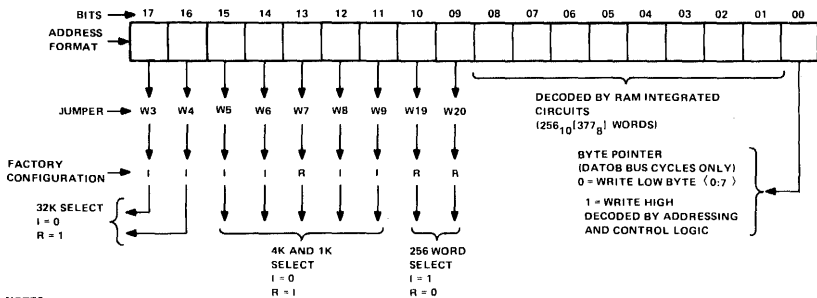 BITS 17 16 15 14 13 12 11 10 09 08 07 06 05 04 03 02 01 00
ADDRESS
FORMAT
JUMPER W3 W4 W5 W6 W7 W8 W9 W19 W20
DECODED BY RAM INTEGRATED
CIRCUITS
(256₁₀[377₈] WORDS)
FACTORY
CONFIGURATION I I I I R I I R R
BYTE POINTER
(DATOB BUS CYCLES ONLY)
0 = WRITE LOW BYTE ⟨0:7⟩
1 = WRITE HIGH
DECODED BY ADDRESSING
AND CONTROL LOGIC
32K SELECT
I = 0
R = 1
4K AND 1K
SELECT
I = 0
R = I
256 WORD
SELECT
I = 1
R = 0